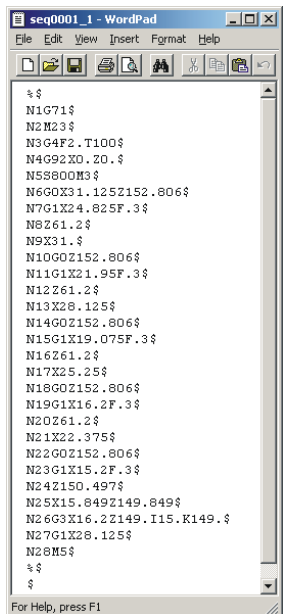 seq0001_1 - WordPad
File Edit View Insert Format Help
%$
N1G71$
N2M23$
N3G4F2.T100$
N4G92X0.Z0.$
N5S800M3$
N6G0X31.125Z152.806$
N7G1X24.825F.3$
N8Z61.2$
N9X31.$
N10G0Z152.806$
N11G1X21.95F.3$
N12Z61.2$
N13X28.125$
N14G0Z152.806$
N15G1X19.075F.3$
N16Z61.2$
N17X25.25$
N18G0Z152.806$
N19G1X16.2F.3$
N20Z61.2$
N21X22.375$
N22G0Z152.806$
N23G1X15.2F.3$
N24Z150.497$
N25X15.849Z149.849$
N26G3X16.2Z149.I15.K149.$
N27G1X28.125$
N28M5$
%$
$
For Help, press F1